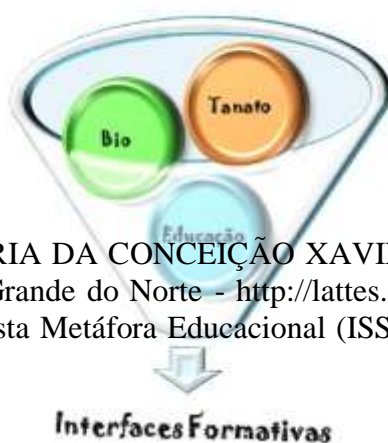 Tanato
Bio
Educação
RIA DA CONCEIÇÃO XAVI
Grande do Norte - http://lattes.
sta Metáfora Educacional (ISS
Interfaces Formativas